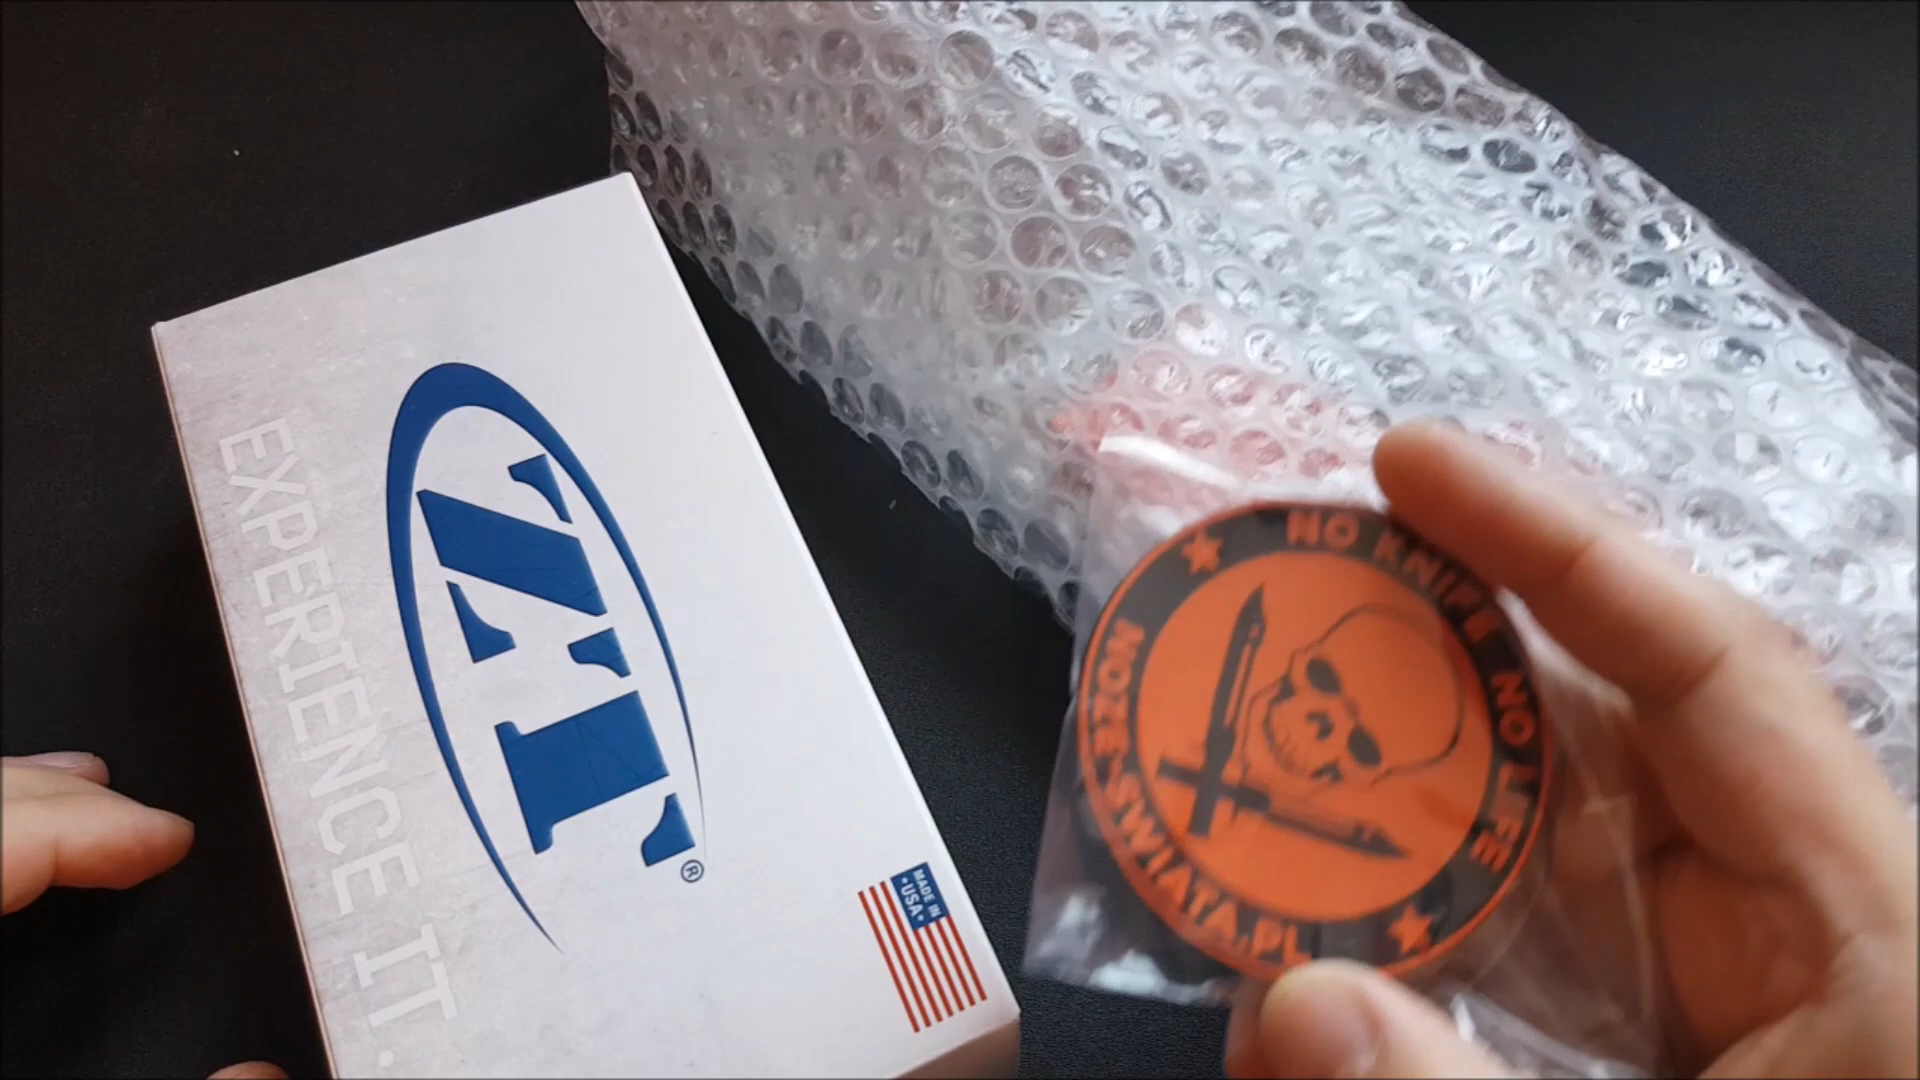 EXPERIENCE IT.
ZT®
MADE IN
•USA•
NO KNIFE NO LIFE
NOZE-SWIATA.PL